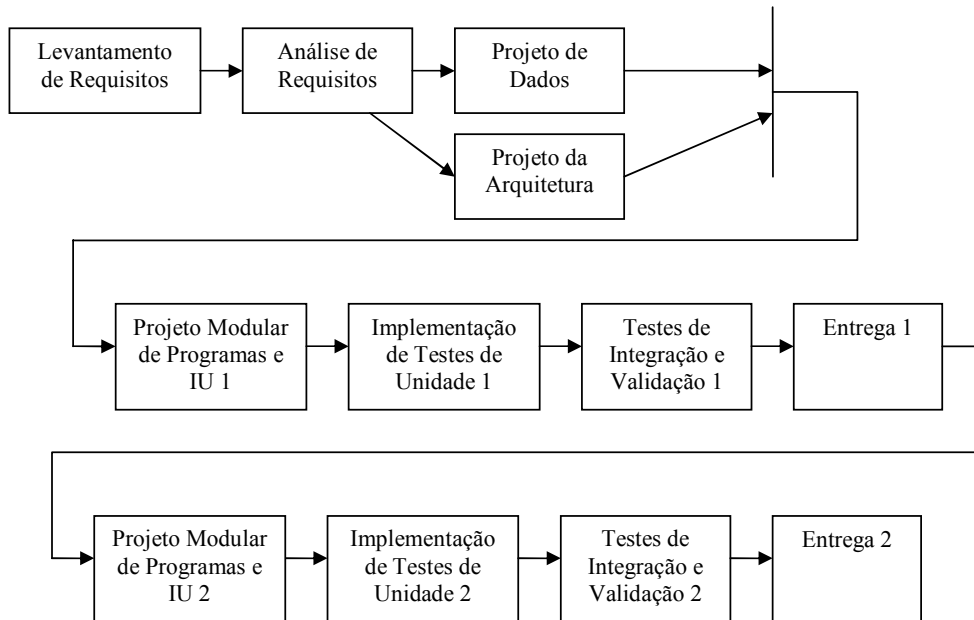 Levantamento
de Requisitos
Análise de
Requisitos
Projeto de
Dados
Projeto da
Arquitetura
Projeto Modular
de Programas e
IU 1
Implementação
de Testes de
Unidade 1
Testes de
Integração e
Validação 1
Entrega 1
Projeto Modular
de Programas e
IU 2
Implementação
de Testes de
Unidade 2
Testes de
Integração e
Validação 2
Entrega 2